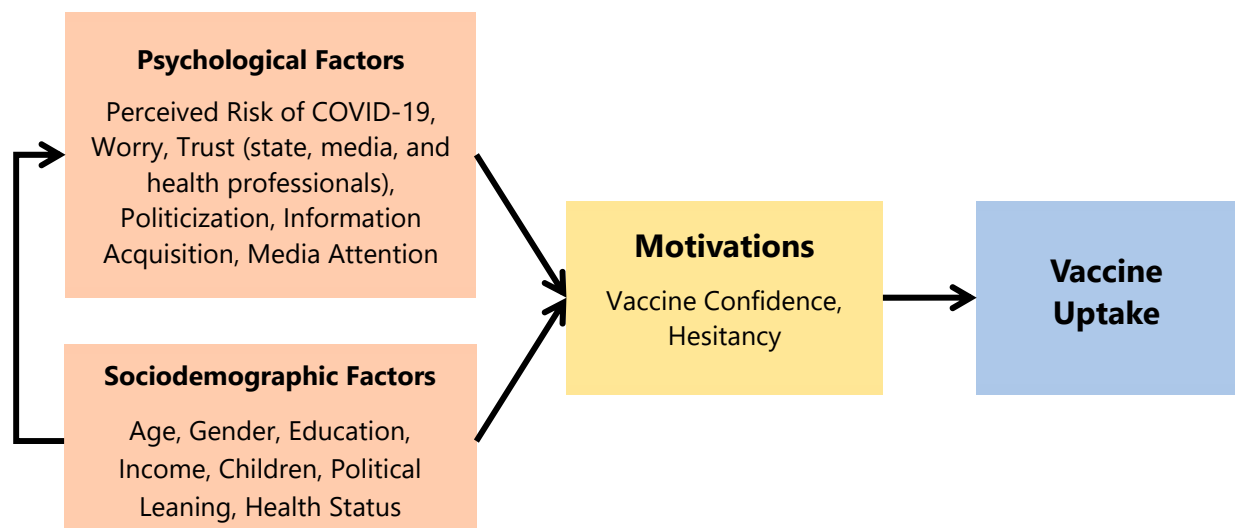 Psychological Factors
Perceived Risk of COVID-19,
Worry, Trust (state, media, and
health professionals),
Politicization, Information
Acquisition, Media Attention
Sociodemographic Factors
Age, Gender, Education,
Income, Children, Political
Leaning, Health Status
Motivations
Vaccine Confidence,
Hesitancy
Vaccine
Uptake